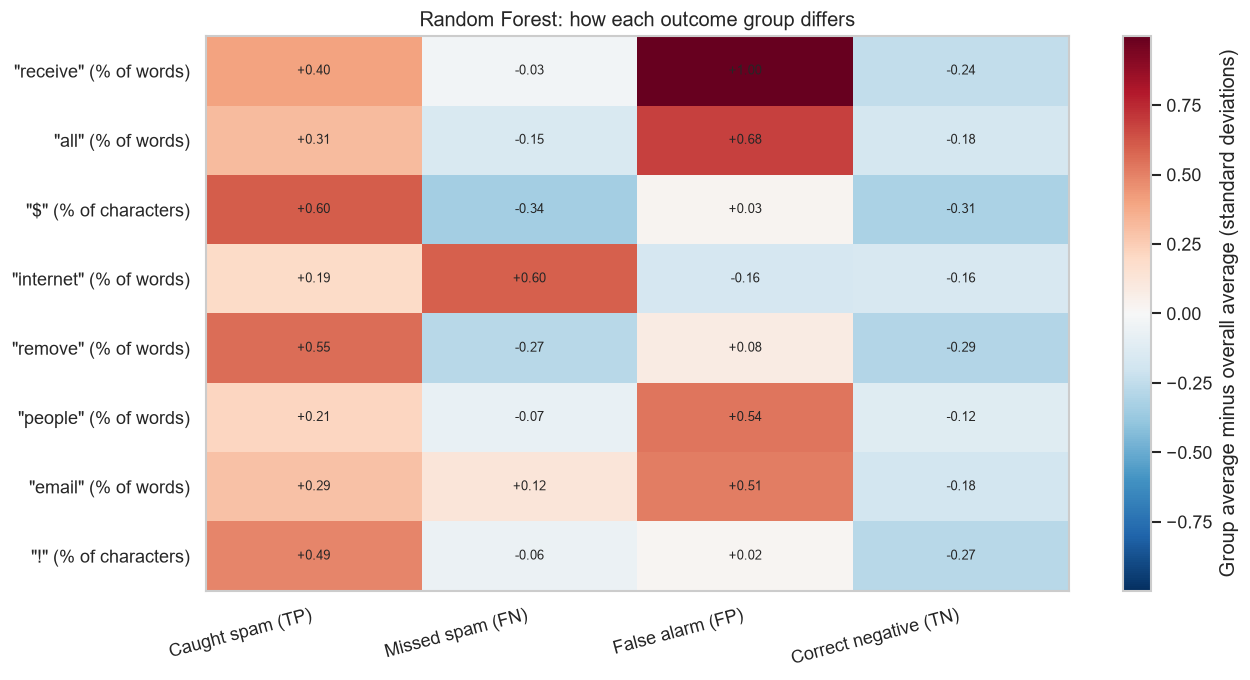 Random Forest: how each outcome group differs
"receive" (% of words) +0.40 -0.03 -0.24
"all" (% of words) +0.31 -0.15 +0.68 -0.18
"$" (% of characters) +0.60 -0.34 +0.03 -0.31
"internet" (% of words) +0.19 +0.60 -0.16 -0.16
"remove" (% of words) +0.55 -0.27 +0.08 -0.29
"people" (% of words) +0.21 -0.07 +0.54 -0.12
"email" (% of words) +0.29 +0.12 +0.51 -0.18
"!" (% of characters) +0.49 -0.06 +0.02 -0.27
Caught spam (TP)
Missed spam (FN)
False alarm (FP)
Correct negative (TN)
0.75
0.50
0.25
0.00
−0.25
−0.50
−0.75
Group average minus overall average (standard deviations)